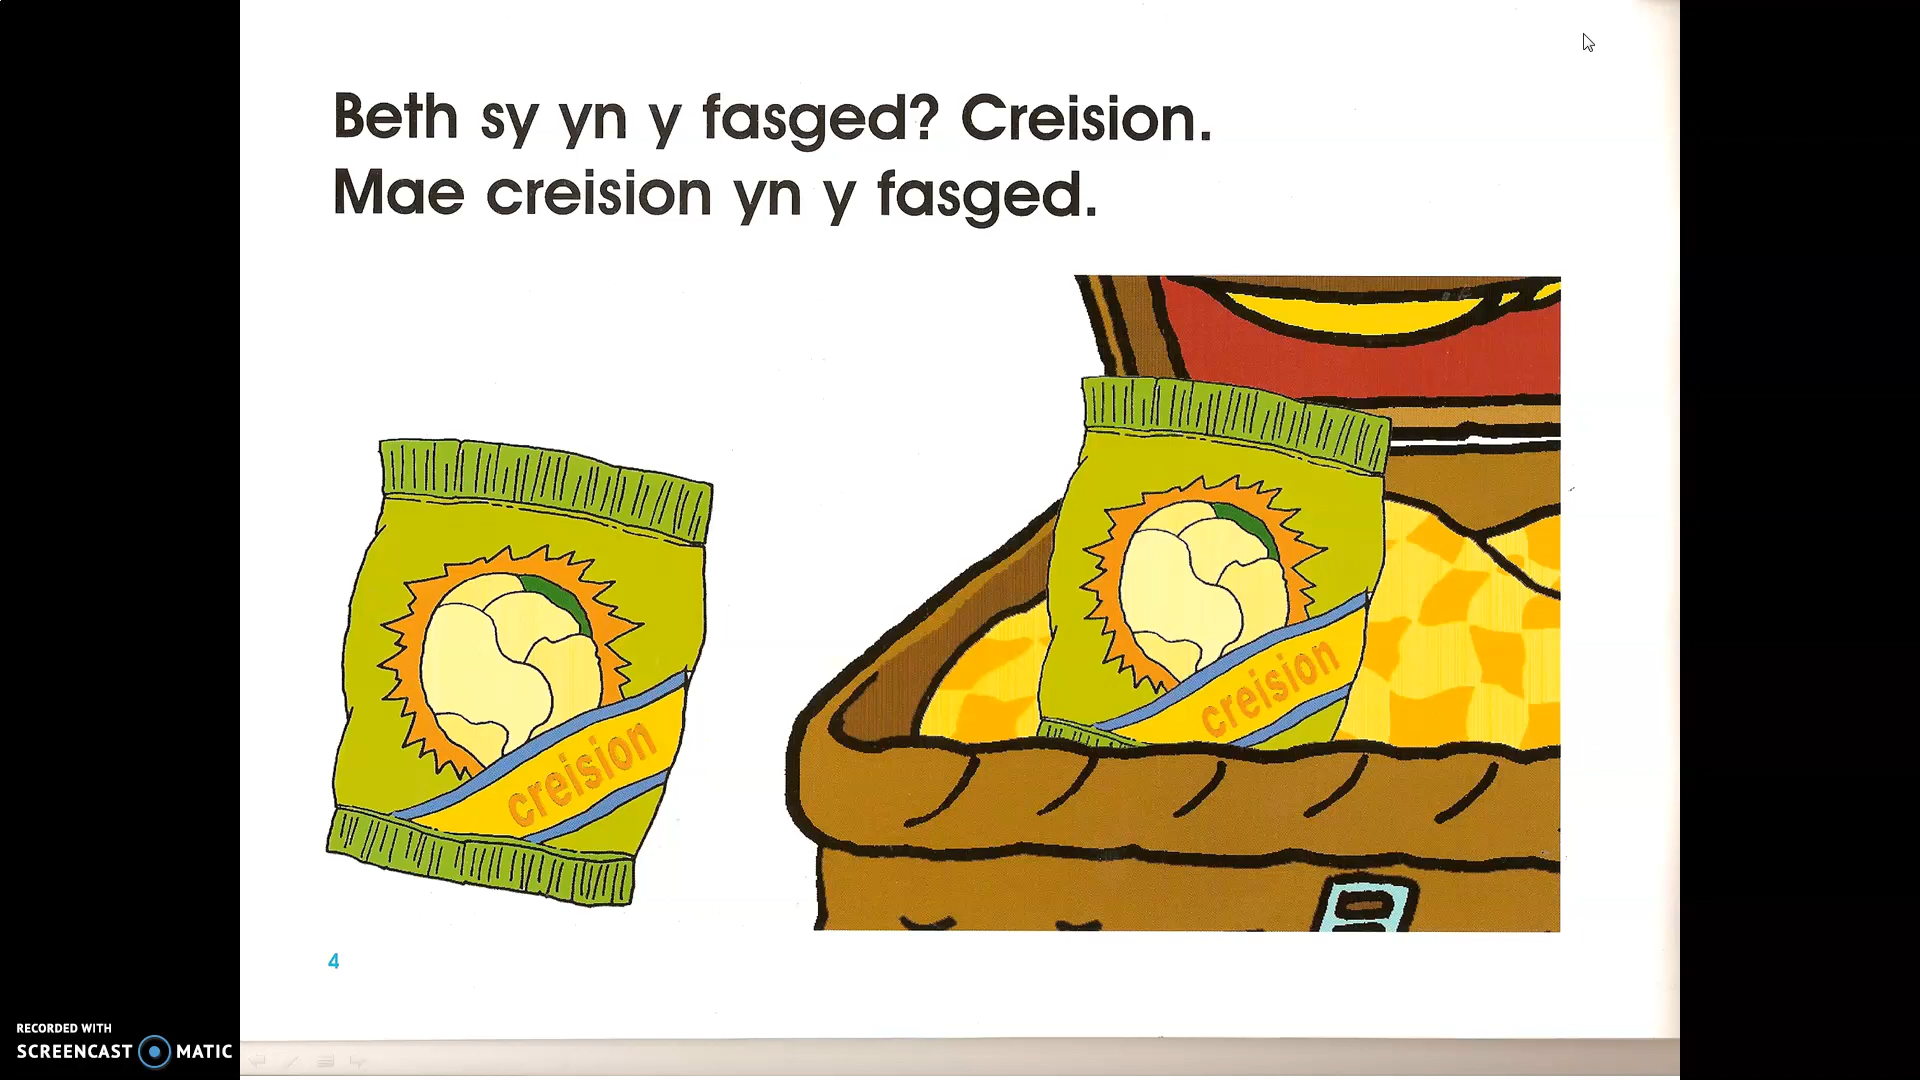 Beth sy yn y fasged? Creision.
Mae creision yn y fasged.
creision
creision
4
RECORDED WITH
SCREENCAST MATIC